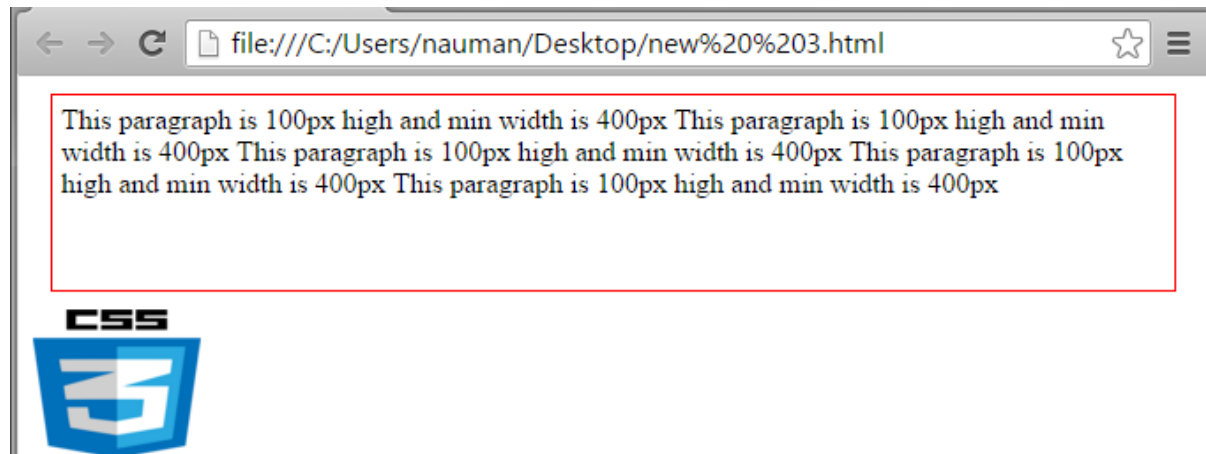 file:///C:/Users/nauman/Desktop/new%20%203.html
This paragraph is 100px high and min width is 400px This paragraph is 100px high and min
width is 400px This paragraph is 100px high and min width is 400px This paragraph is 100px
high and min width is 400px This paragraph is 100px high and min width is 400px
CSS
3